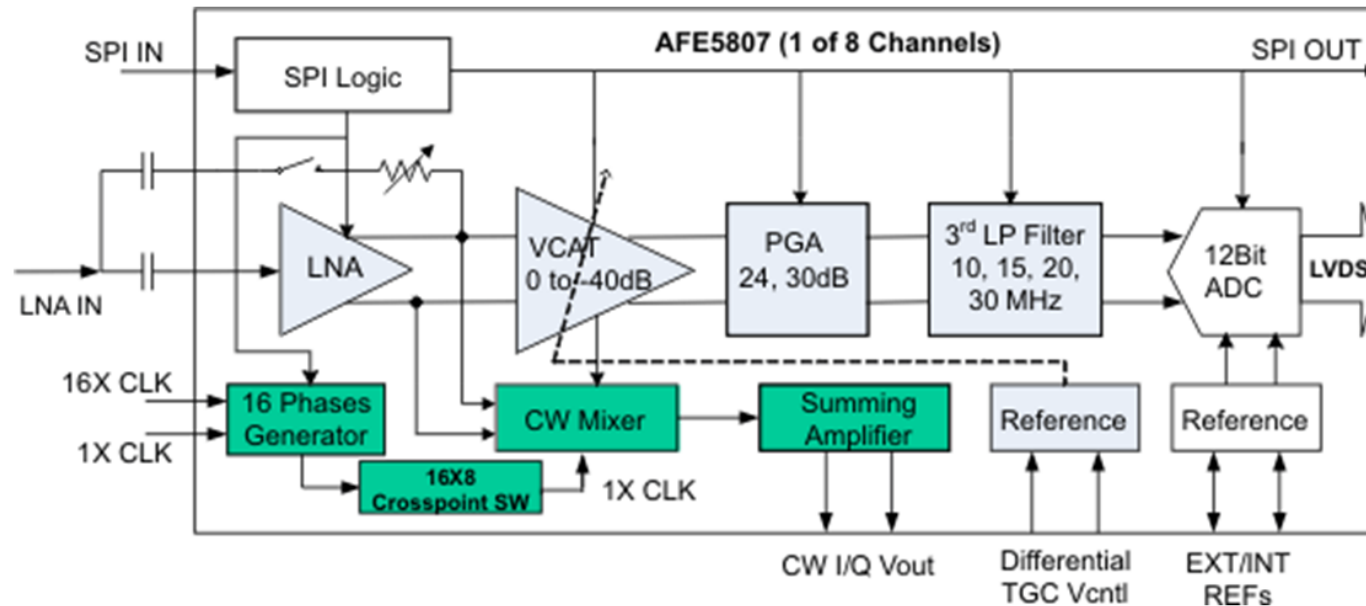 AFE5807 (1 of 8 Channels)
SPI IN
SPI Logic
SPI OUT
LNA IN
LNA
VCAT
0 to -40dB
PGA
24, 30dB
3rd LP Filter
10, 15, 20,
30 MHz
12Bit
ADC
LVDS
16X CLK
1X CLK
16 Phases
Generator
16X8
Crosspoint SW
CW Mixer
1X CLK
Summing
Amplifier
Reference
Reference
CW I/Q Vout
Differential
TGC Vcntl
EXT/INT
REFs